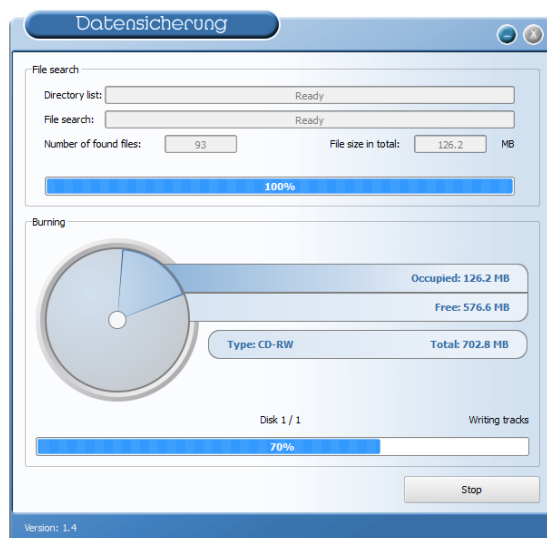 Datensicherung
File search
Directory list: Ready
File search: Ready
Number of found files: 93 File size in total: 126.2 MB
100%
Burning
Occupied: 126.2 MB
Free: 576.6 MB
Type: CD-RW Total: 702.8 MB
Disk 1 / 1 Writing tracks
70%
Stop
Version: 1.4